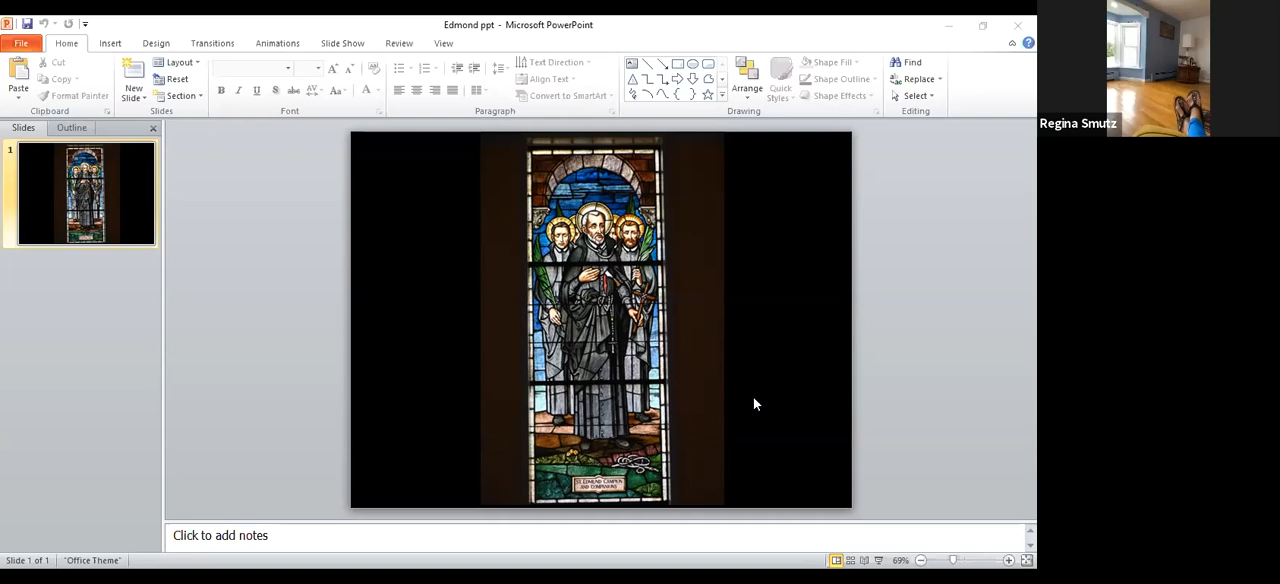 Edmond ppt - Microsoft PowerPoint
File Home Insert Design Transitions Animations Slide Show Review View
Paste
Cut
Copy
Format Painter
Clipboard
New
Slide
Layout
Reset
Section
Slides
B I U S abc AV Aa A
Font
Text Direction
Align Text
Convert to SmartArt
Paragraph
Arrange
Quick
Styles
Shape Fill
Shape Outline
Shape Effects
Drawing
Find
Replace
Select
Editing
Regina Smutz
Slides Outline
1
ST. EDMUND CAMPION
AND COMPANIONS
Click to add notes
Slide 1 of 1 "Office Theme" 69%